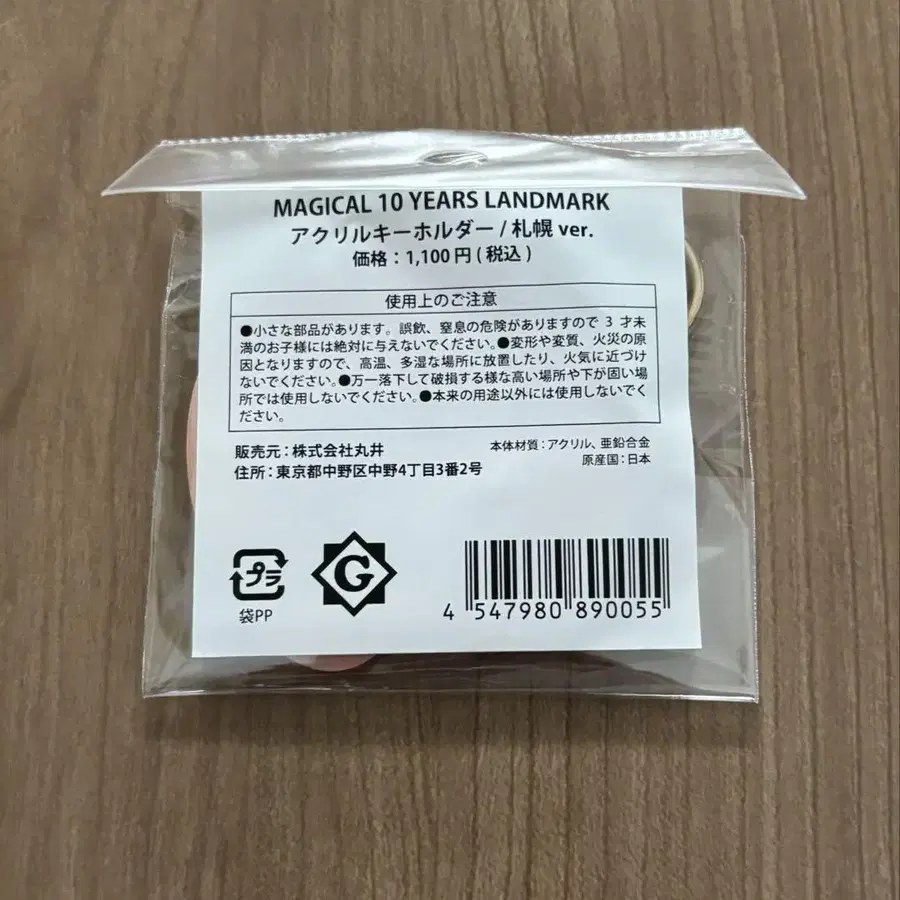 MAGICAL 10 YEARS LANDMARK
アクリルキーホルダー / 札幌 ver.
価格：1,100 円 ( 税込 )
使用上のご注意
●小さな部品があります。誤飲、窒息の危険がありますので 3 才未
満のお子様には絶対に与えないでください。●変形や変質、火災の原
因となりますので、高温、多湿な場所に放置したり、火気に近づけ
ないでください。●万一落下して破損する様な高い場所や下が固い場
所では使用しないでください。●本来の用途以外には使用しないでく
ださい。
販売元：株式会社丸井
住所：東京都中野区中野4丁目3番2号
本体材質：アクリル、亜鉛合金
原産国：日本
プラ
袋PP
G
4 547980 890055